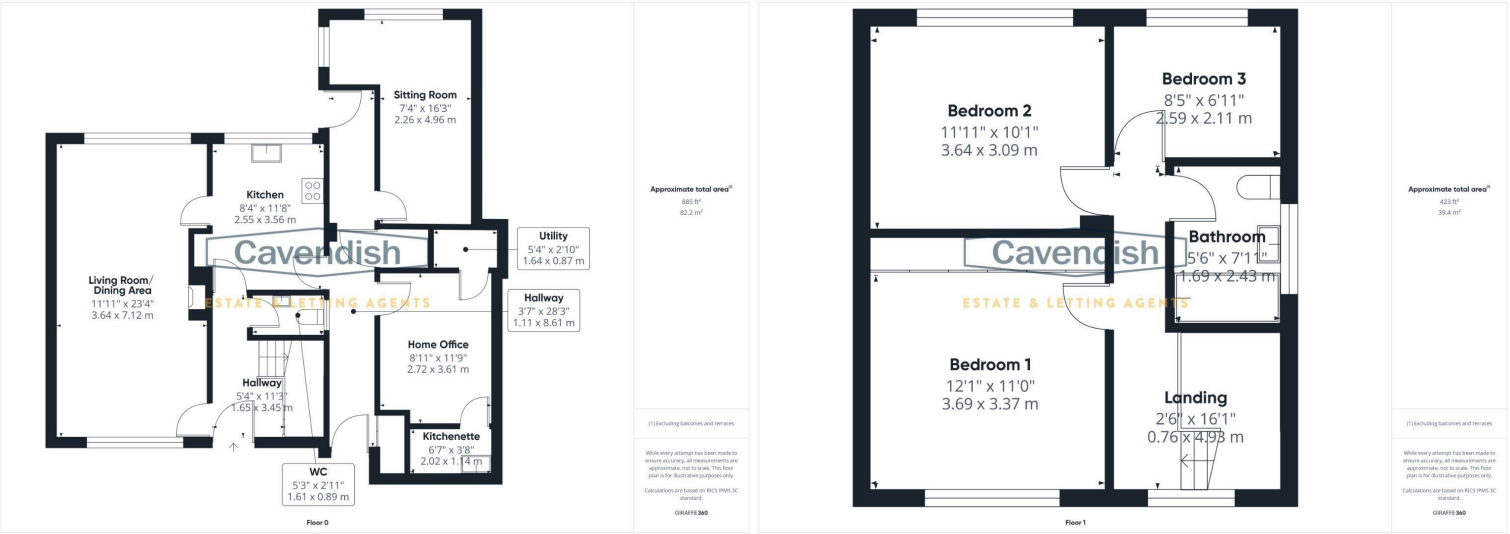 Sitting Room
7'4" x 16'3"
2.26 x 4.96 m
Kitchen
8'4" x 11'8"
2.55 x 3.56 m
Cavendish
ESTATE & LETTING AGENTS
Utility
5'4" x 2'10"
1.64 x 0.87 m
Living Room/
Dining Area
11'11" x 23'4"
3.64 x 7.12 m
Hallway
3'7" x 28'3"
1.11 x 8.61 m
Home Office
8'11" x 11'9"
2.72 x 3.61 m
Hallway
5'4" x 11'3"
1.65 x 3.45 m
Kitchenette
6'7" x 3'8"
2.02 x 1.14 m
WC
5'3" x 2'11"
1.61 x 0.89 m
Floor 0
Approximate total area⁽¹⁾
885 ft²
82.2 m²
(1) Excluding balconies and terraces
While every attempt has been made to
ensure accuracy, all measurements are
approximate, not to scale. This floor
plan is for illustrative purposes only.
Calculations are based on RICS IPMS 3C
standard.
GIRAFFE360
Bedroom 2
11'11" x 10'1"
3.64 x 3.09 m
Bedroom 3
8'5" x 6'11"
2.59 x 2.11 m
Cavendish
ESTATE & LETTING AGENTS
Bathroom
5'6" x 7'11"
1.69 x 2.43 m
Bedroom 1
12'1" x 11'0"
3.69 x 3.37 m
Landing
2'6" x 16'1"
0.76 x 4.93 m
Floor 1
Approximate total area⁽¹⁾
423 ft²
39.4 m²
(1) Excluding balconies and terraces
While every attempt has been made to
ensure accuracy, all measurements are
approximate, not to scale. This floor
plan is for illustrative purposes only.
Calculations are based on RICS IPMS 3C
standard.
GIRAFFE360